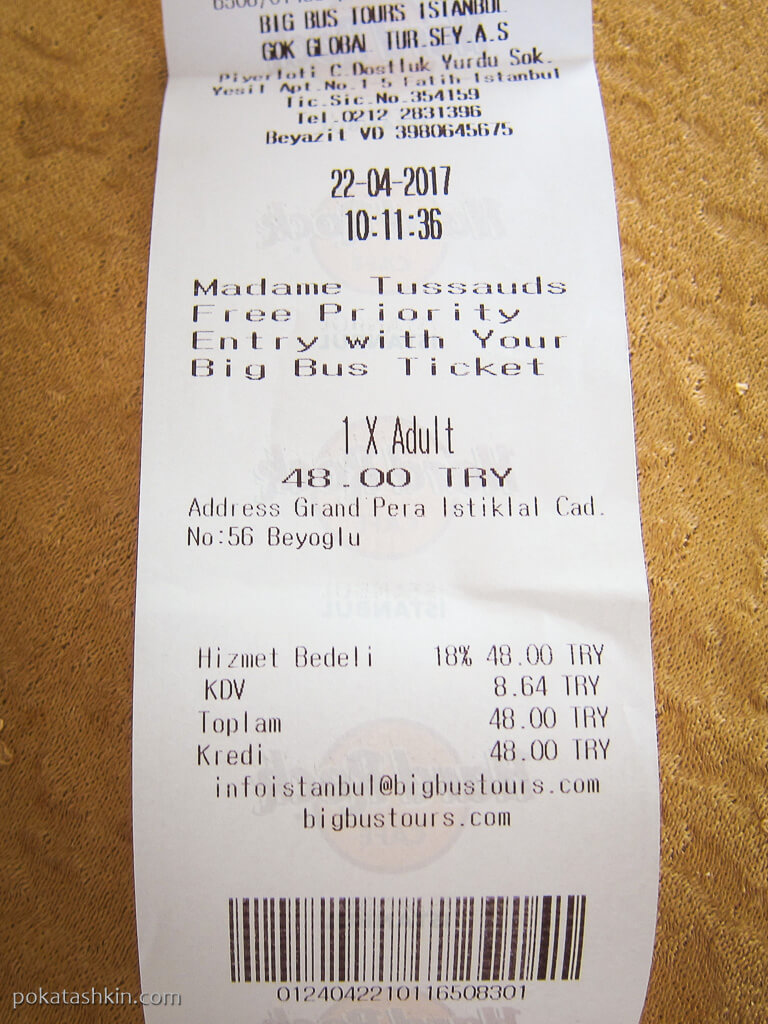 BIG BUS TOURS ISTANBUL
GOK GLOBAL TUR.SEY.A.S
Piyerloti C.Dostluk Yurdu Sok.
Yesil Apt.No.1-5 Fatih-Istanbul
Tic.Sic.No.354159
Tel.0212 2831396
Beyazit VD 3980645675
22-04-2017
10:11:36
Madame Tussauds
Free Priority
Entry with Your
Big Bus Ticket
1 X Adult
48.00 TRY
Address Grand Pera Istiklal Cad.
No:56 Beyoglu
Hizmet Bedeli 18% 48.00 TRY
KDV 8.64 TRY
Toplam 48.00 TRY
Kredi 48.00 TRY
infoistanbul@bigbustours.com
bigbustours.com
01240422101116508301
pokatashkin.com